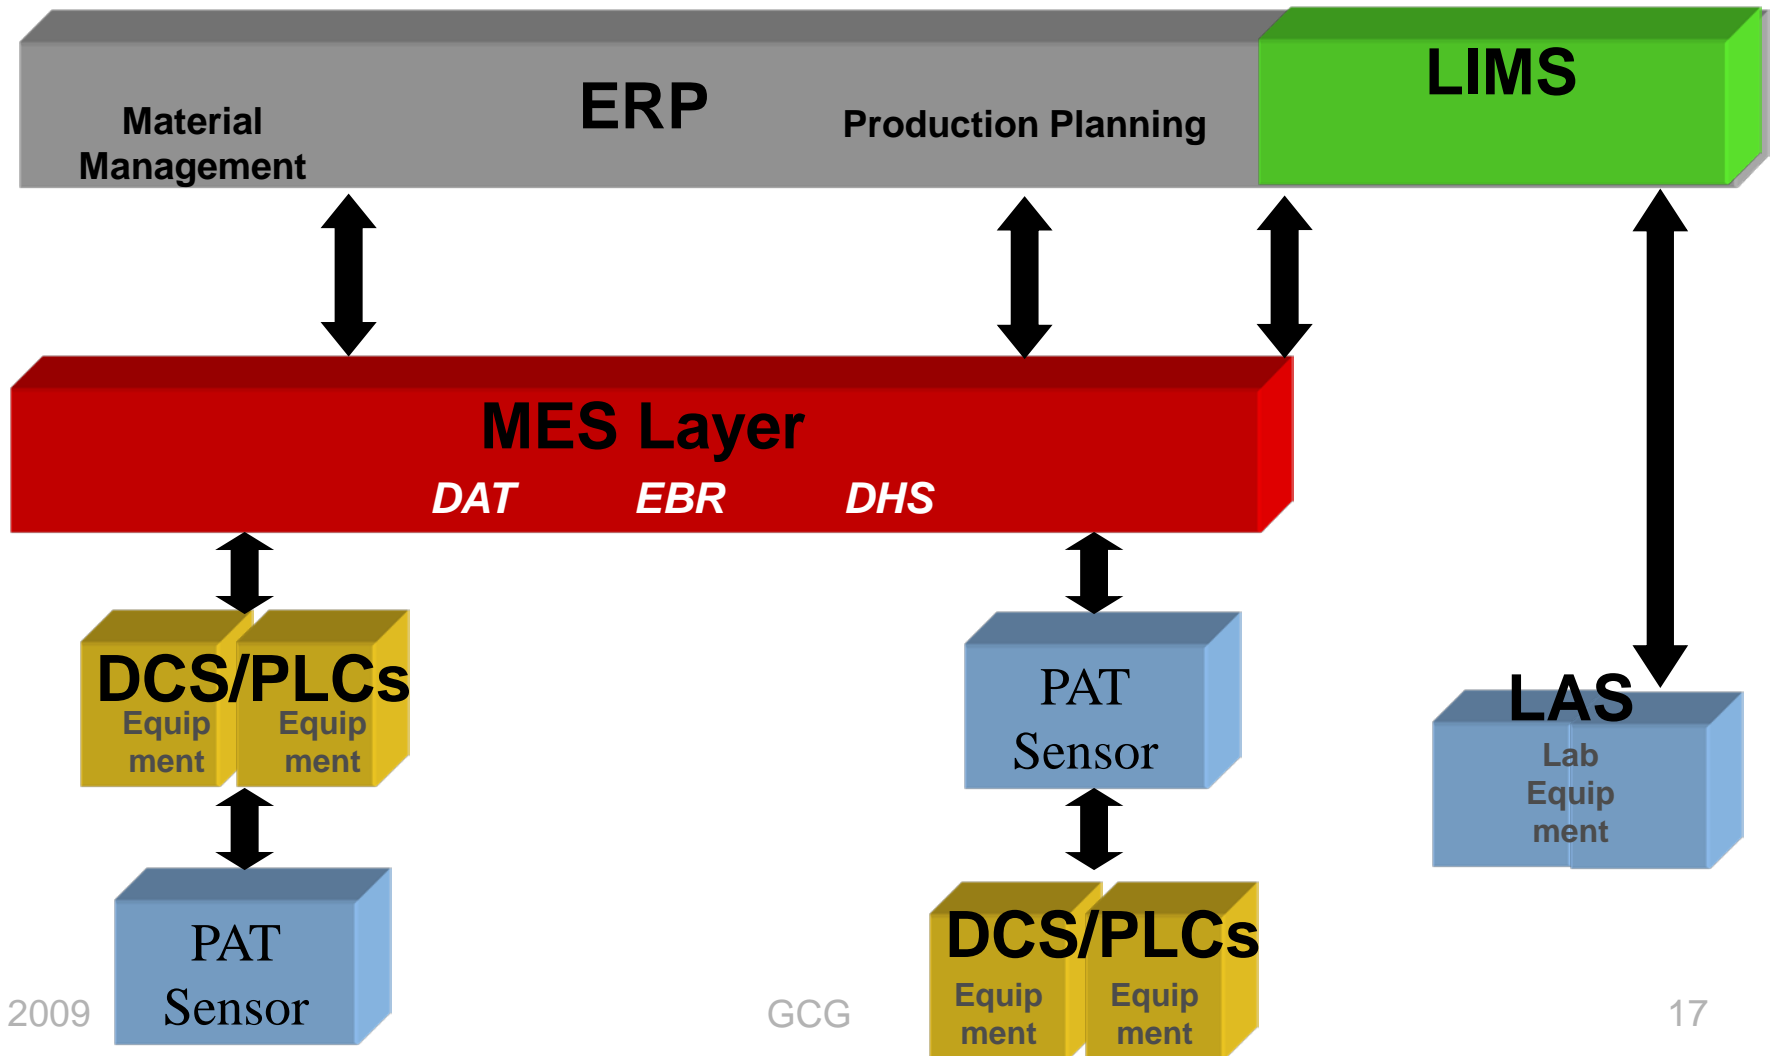 ERP
LIMS
Material
Management
Production Planning
MES Layer
DAT EBR DHS
DCS/PLCs
Equip
ment
Equip
ment
PAT
Sensor
LAS
Lab
Equip
ment
PAT
Sensor
DCS/PLCs
Equip
ment
Equip
ment
2009
GCG
17